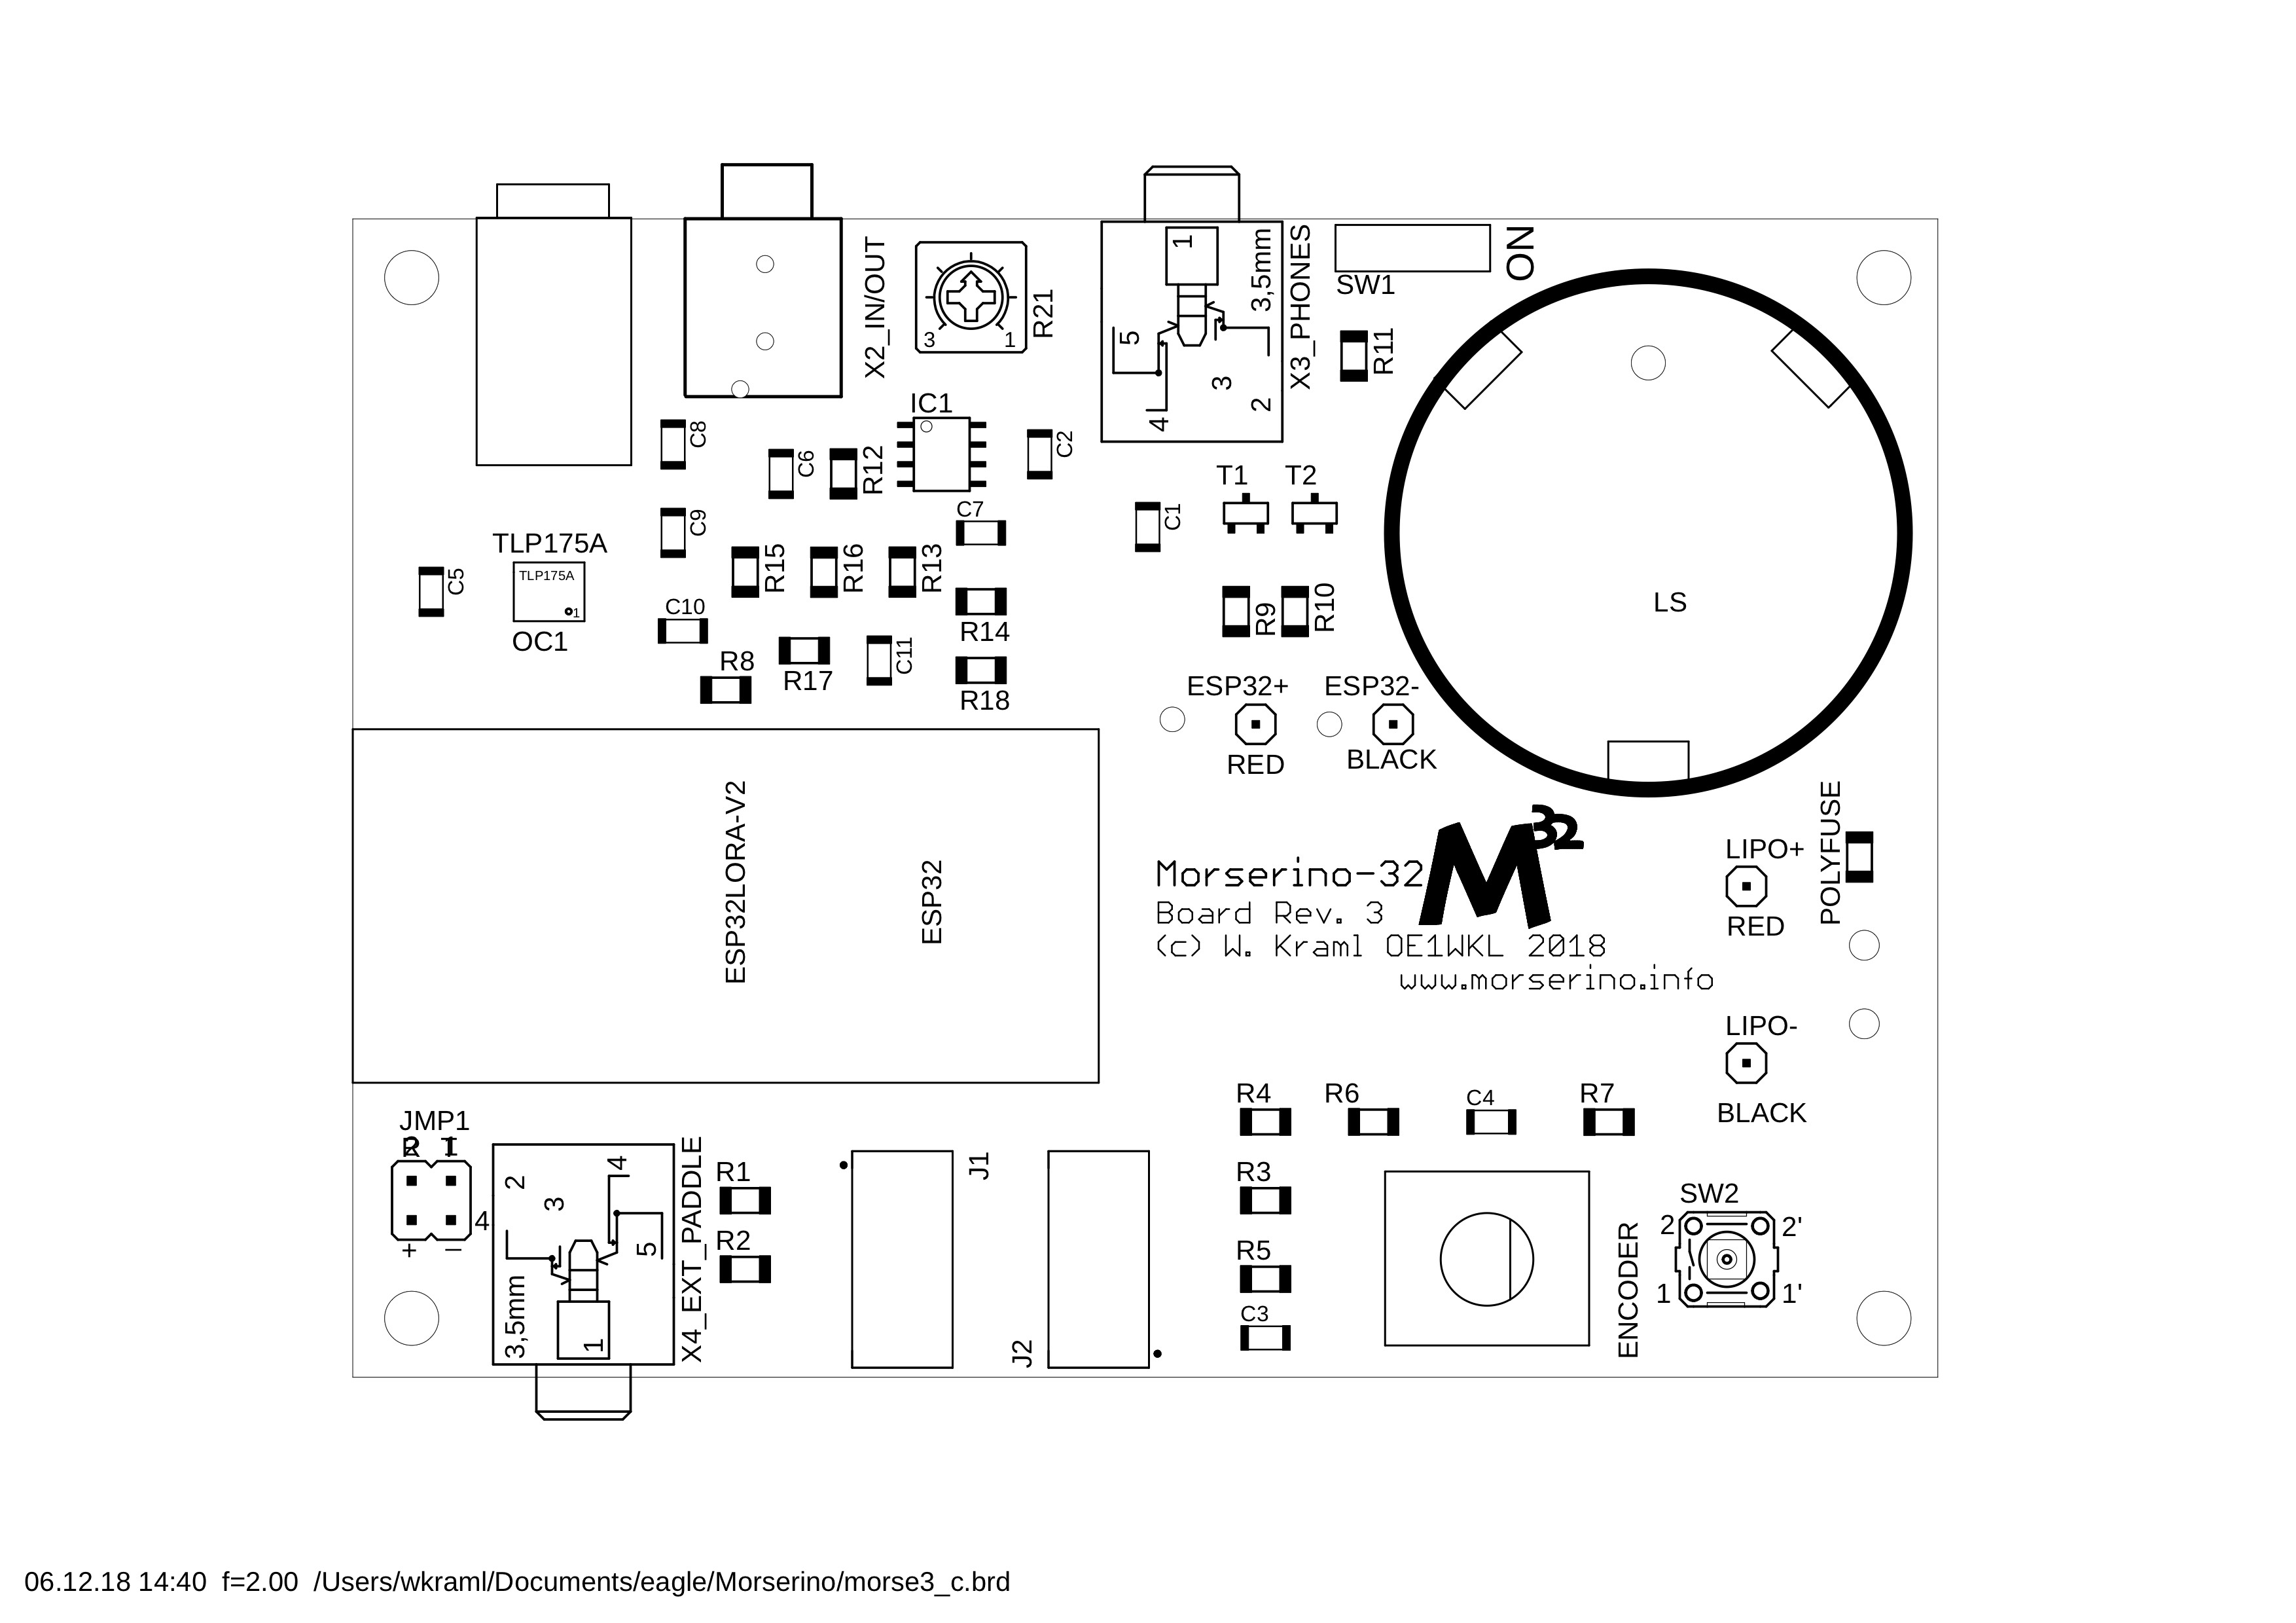 X2_IN/OUT
3
1
R21
1
3,5mm
5
3
2
4
X3_PHONES
SW1
ON
R11
IC1
C8
C6
R12
C2
T1
T2
C7
C9
C1
TLP175A
TLP175A
1
OC1
C5
R15
R16
R13
C10
R14
R9
R10
LS
R8
R17
C11
R18
ESP32+
ESP32-
RED
BLACK
ESP32LORA-V2
ESP32
M32
Morserino-32
Board Rev. 3
(c) W. Kraml OE1WKL 2018
www.morserino.info
LIPO+
RED
POLYFUSE
LIPO-
BLACK
R4
R6
C4
R7
JMP1
+
–
4
2
3
4
5
3,5mm
1
X4_EXT_PADDLE
R1
R2
J1
J2
R3
R5
C3
ENCODER
SW2
2
2'
1
1'
06.12.18 14:40 f=2.00 /Users/wkraml/Documents/eagle/Morserino/morse3_c.brd